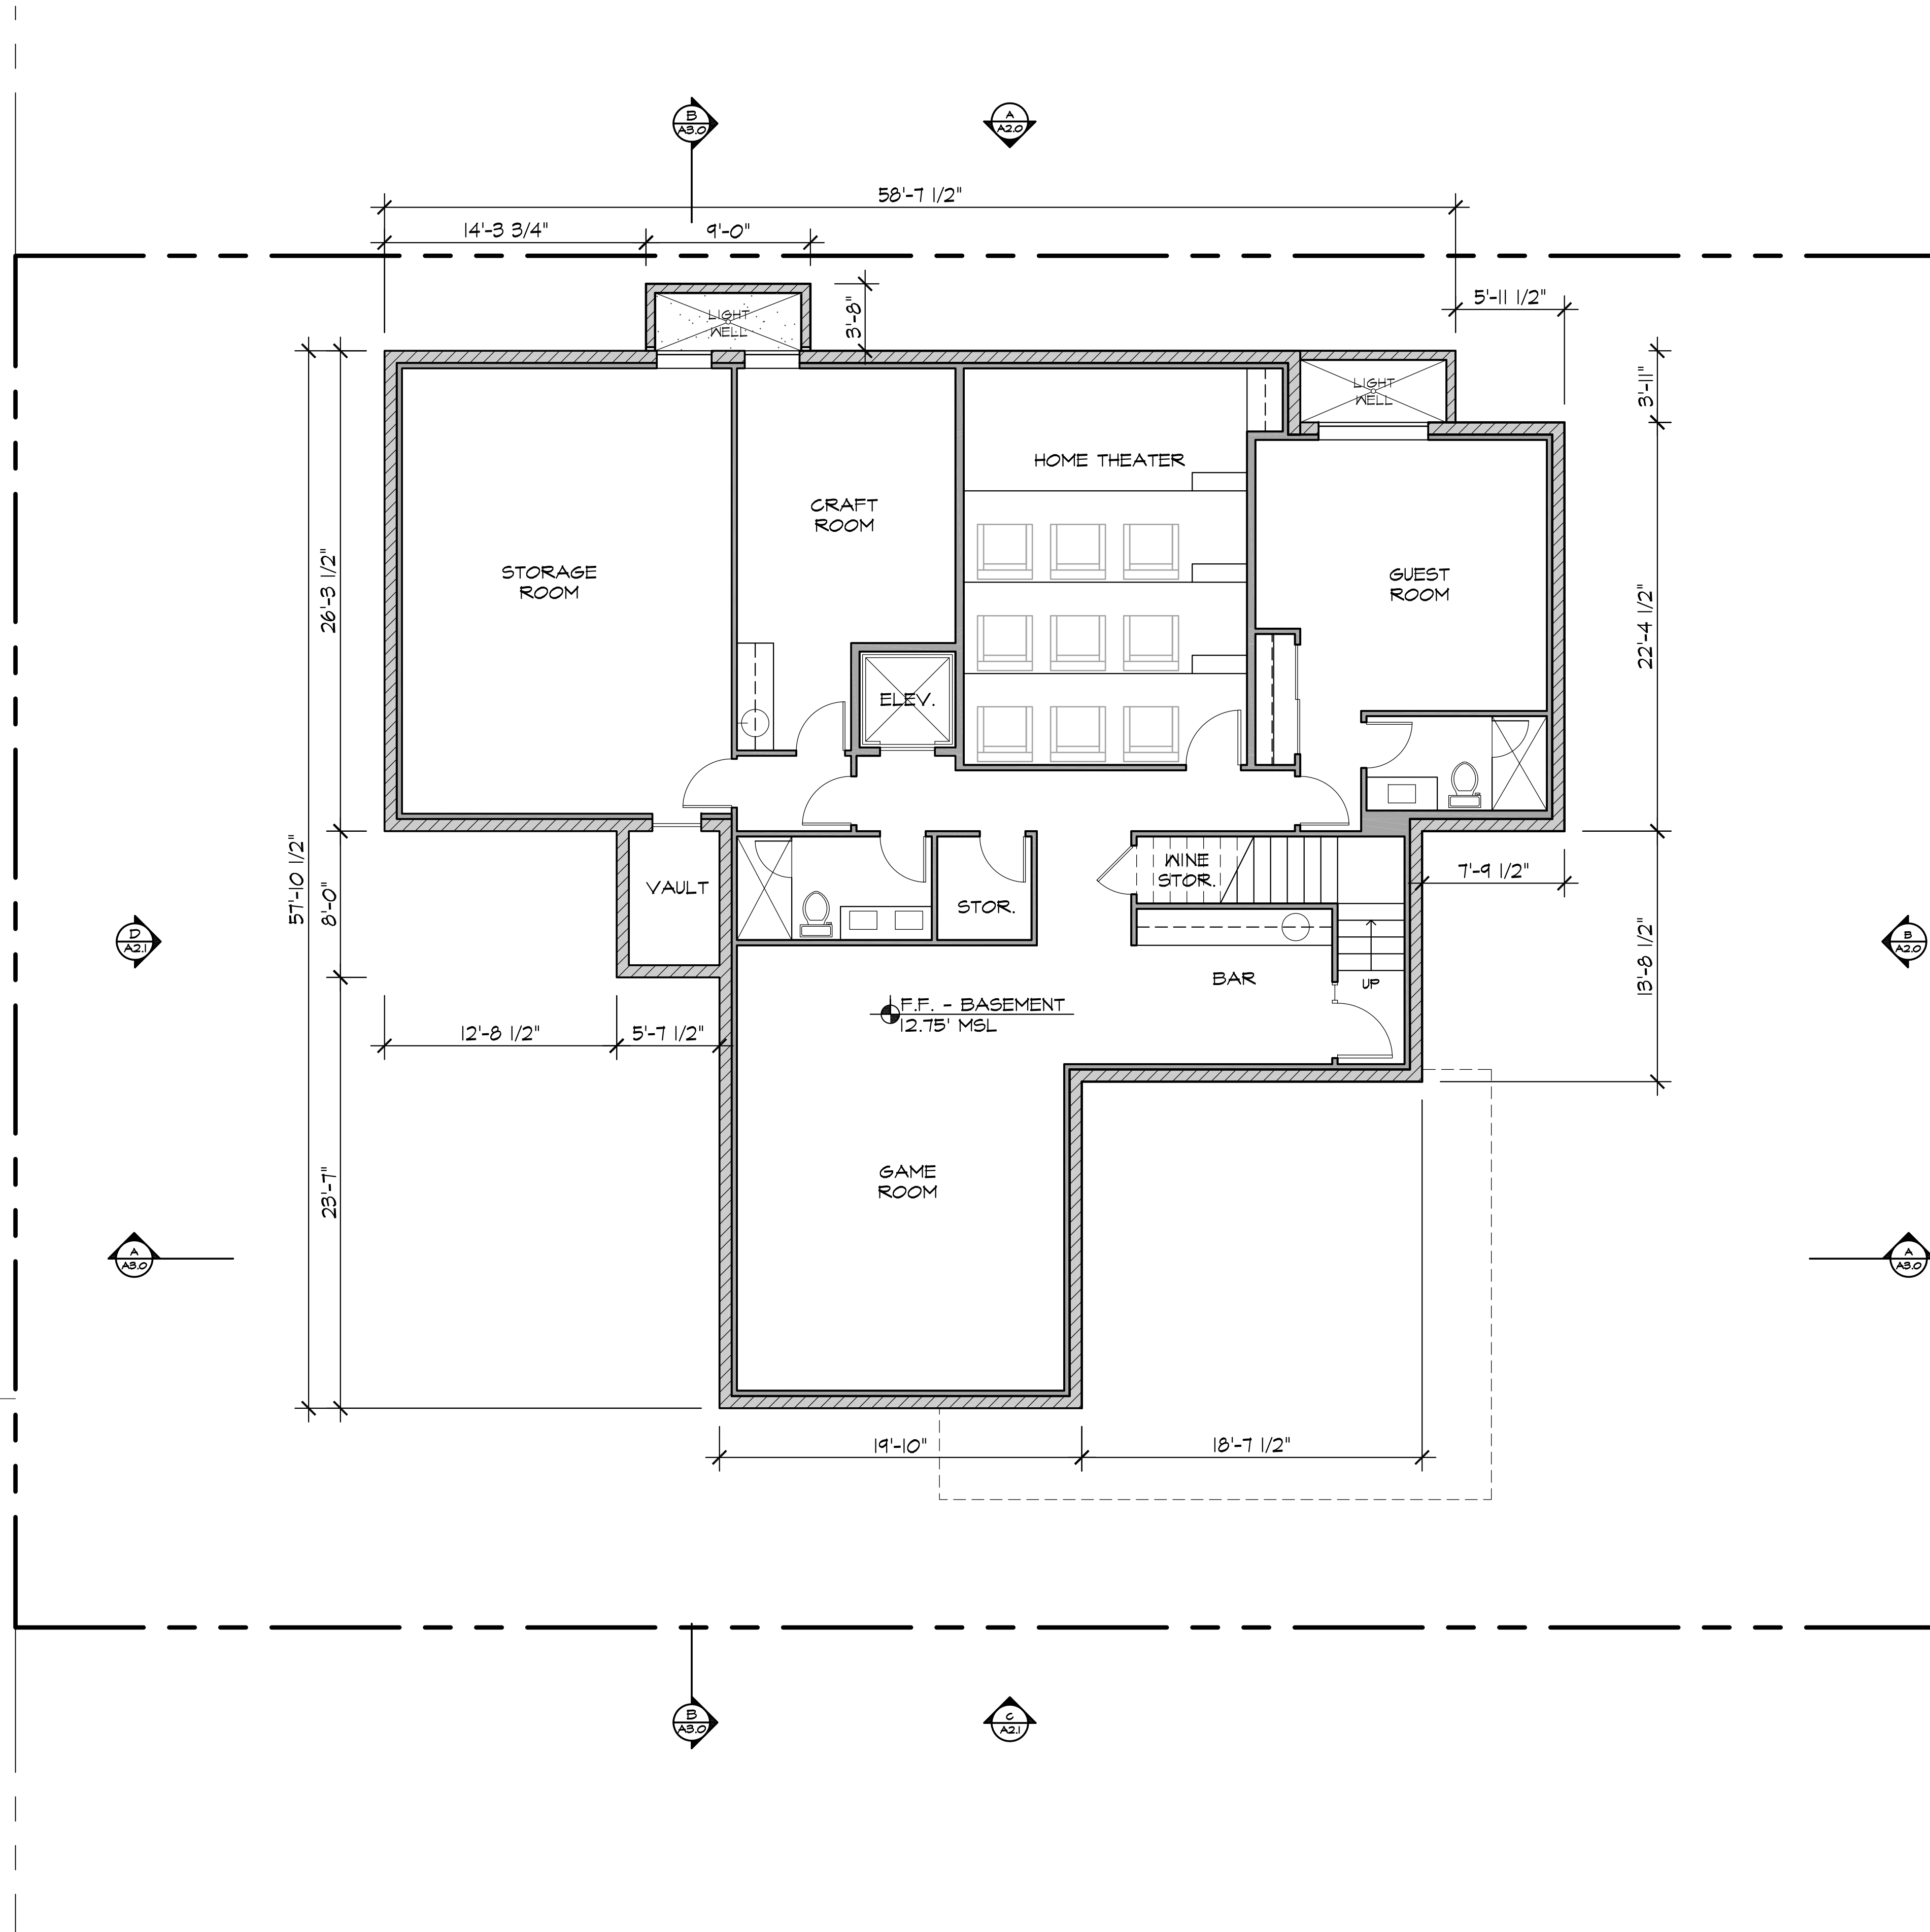 B
A3.0
A
A2.0
58'-7 1/2"
14'-3 3/4"
9'-0"
5'-11 1/2"
3'-8"
LIGHT
WELL
LIGHT
WELL
3'-11"
HOME THEATER
CRAFT
ROOM
STORAGE
ROOM
GUEST
ROOM
26'-3 1/2"
22'-4 1/2"
ELEV.
57'-10 1/2"
8'-0"
VAULT
STOR.
WINE
STOR.
7'-9 1/2"
D
A2.1
B
A2.0
13'-8 1/2"
BAR
UP
F.F. - BASEMENT
12.75' MSL
12'-8 1/2"
5'-7 1/2"
23'-7"
GAME
ROOM
A
A3.0
A
A3.0
19'-10"
18'-7 1/2"
B
A3.0
C
A2.1